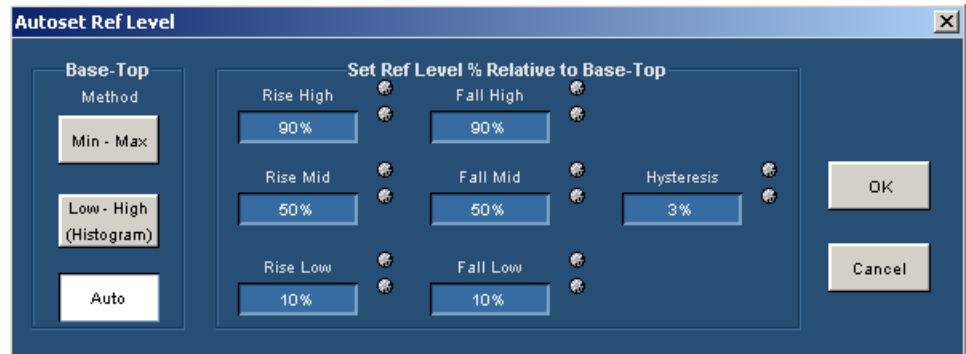 Autoset Ref Level
Base-Top
Method
Min - Max
Low - High
(Histogram)
Auto
Set Ref Level % Relative to Base-Top
Rise High
Fall High
90%
90%
Rise Mid
Fall Mid
Hysteresis
50%
50%
3%
Rise Low
Fall Low
10%
10%
OK
Cancel